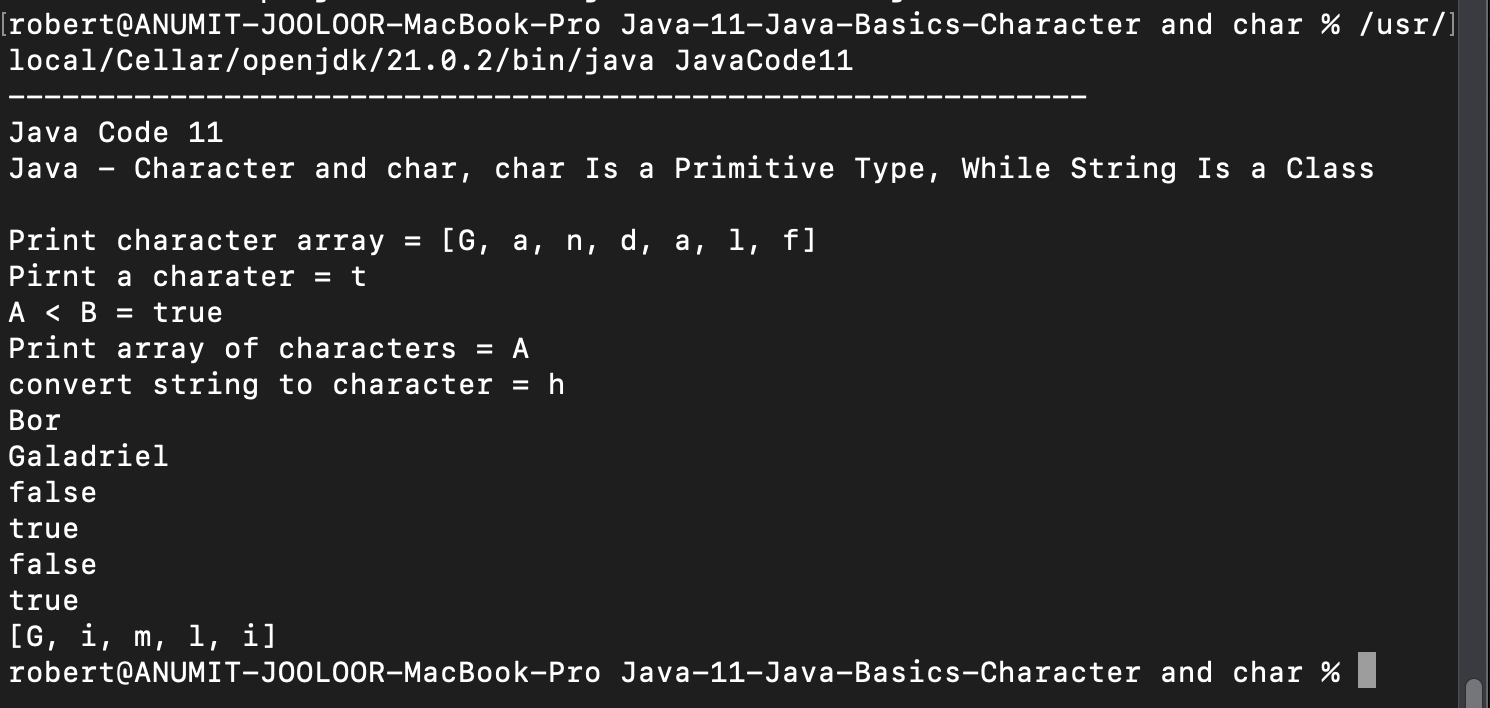 [robert@ANUMIT-JOOLOOR-MacBook-Pro Java-11-Java-Basics-Character and char % /usr/]
local/Cellar/openjdk/21.0.2/bin/java JavaCode11
------------------------------------------------------------
Java Code 11
Java - Character and char, char Is a Primitive Type, While String Is a Class
Print character array = [G, a, n, d, a, l, f]
Pirnt a charater = t
A < B = true
Print array of characters = A
convert string to character = h
Bor
Galadriel
false
true
false
true
[G, i, m, l, i]
robert@ANUMIT-JOOLOOR-MacBook-Pro Java-11-Java-Basics-Character and char %